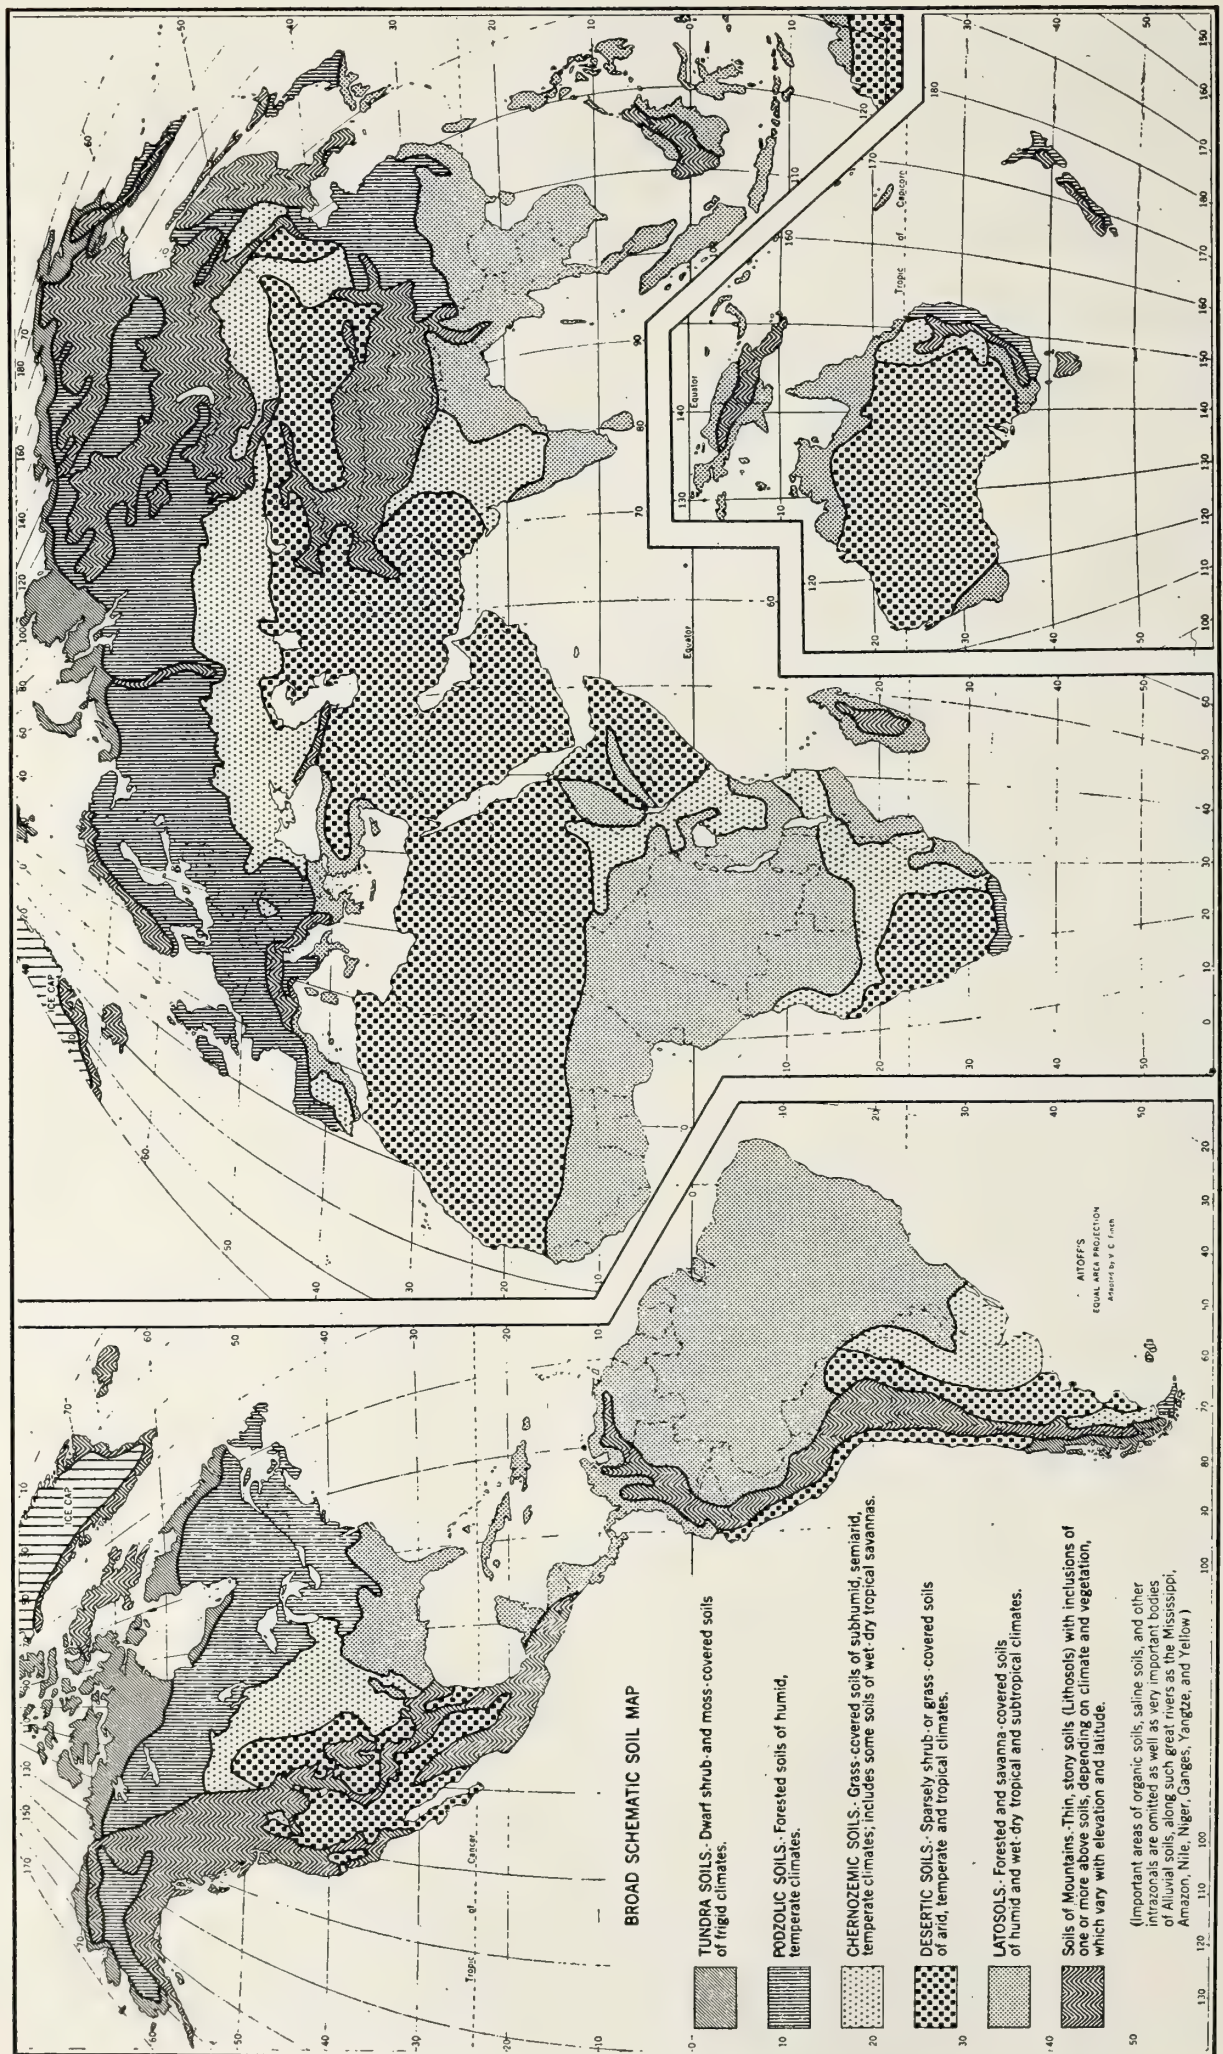 BROAD SCHEMATIC SOIL MAP
TUNDRA SOILS.- Dwarf shrub-and moss-covered soils
of frigid climates.
PODZOLIC SOILS.- Forested soils of humid,
temperate climates.
CHERNOZEMIC SOILS.- Grass-covered soils of subhumid, semiarid,
temperate climates; includes some soils of wet-dry tropical savannas.
DESERTIC SOILS.- Sparsely shrub-or grass-covered soils
of arid, temperate and tropical climates.
LATOSOLS.- Forested and savanna-covered soils
of humid and wet-dry tropical and subtropical climates.
Soils of Mountains.-Thin, stony soils (Lithosols) with inclusions of
one or more above soils, depending on climate and vegetation,
which vary with elevation and latitude.
(Important areas of organic soils, saline soils, and other
intrazonals are omitted as well as very important bodies
of Alluvial soils, along such great rivers as the Mississippi,
Amazon, Nile, Niger, Ganges, Yangtze, and Yellow)
AITOFF'S
EQUAL AREA PROJECTION
Adapted by V. C. Finch
ICE CAP
ICE CAP
Tropic of Cancer
Equator
Equator
Tropic of Capricorn